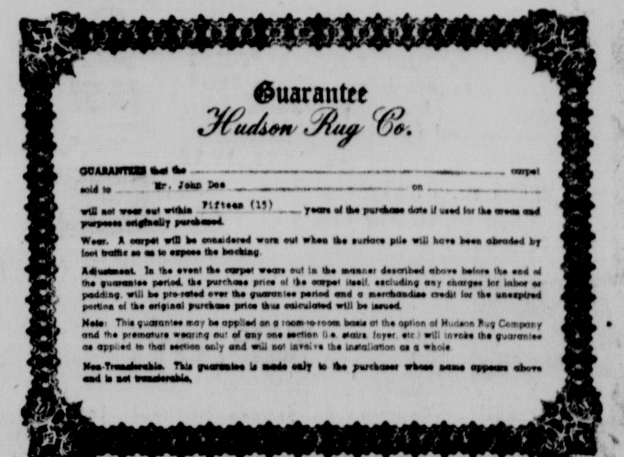 Guarantee
Hudson Rug Co.
GUARANTEES that the carpet
sold to Mr. John Doe on
will not wear out within Fifteen (15) years of the purchase date if used for the areas and
purposes originally purchased.
Wear. A carpet will be considered worn out when the surface pile will have been abraded by
foot traffic so as to expose the backing.
Adjustment. In the event the carpet wears out in the manner described above before the end of
the guarantee period, the purchase price of the carpet itself, excluding any charges for labor or
padding, will be pro-rated over the guarantee period and a merchandise credit for the unexpired
portion of the original purchase price thus calculated will be issued.
Note: This guarantee may be applied on a room-to-room basis at the option of Hudson Rug Company
and the premature wearing out of any one section (i.e. stairs, foyer, etc.) will invoke the guarantee
as applied to that section only and will not involve the installation as a whole.
Non-Transferable. This guarantee is made only to the purchaser whose name appears above
and is not transferable.